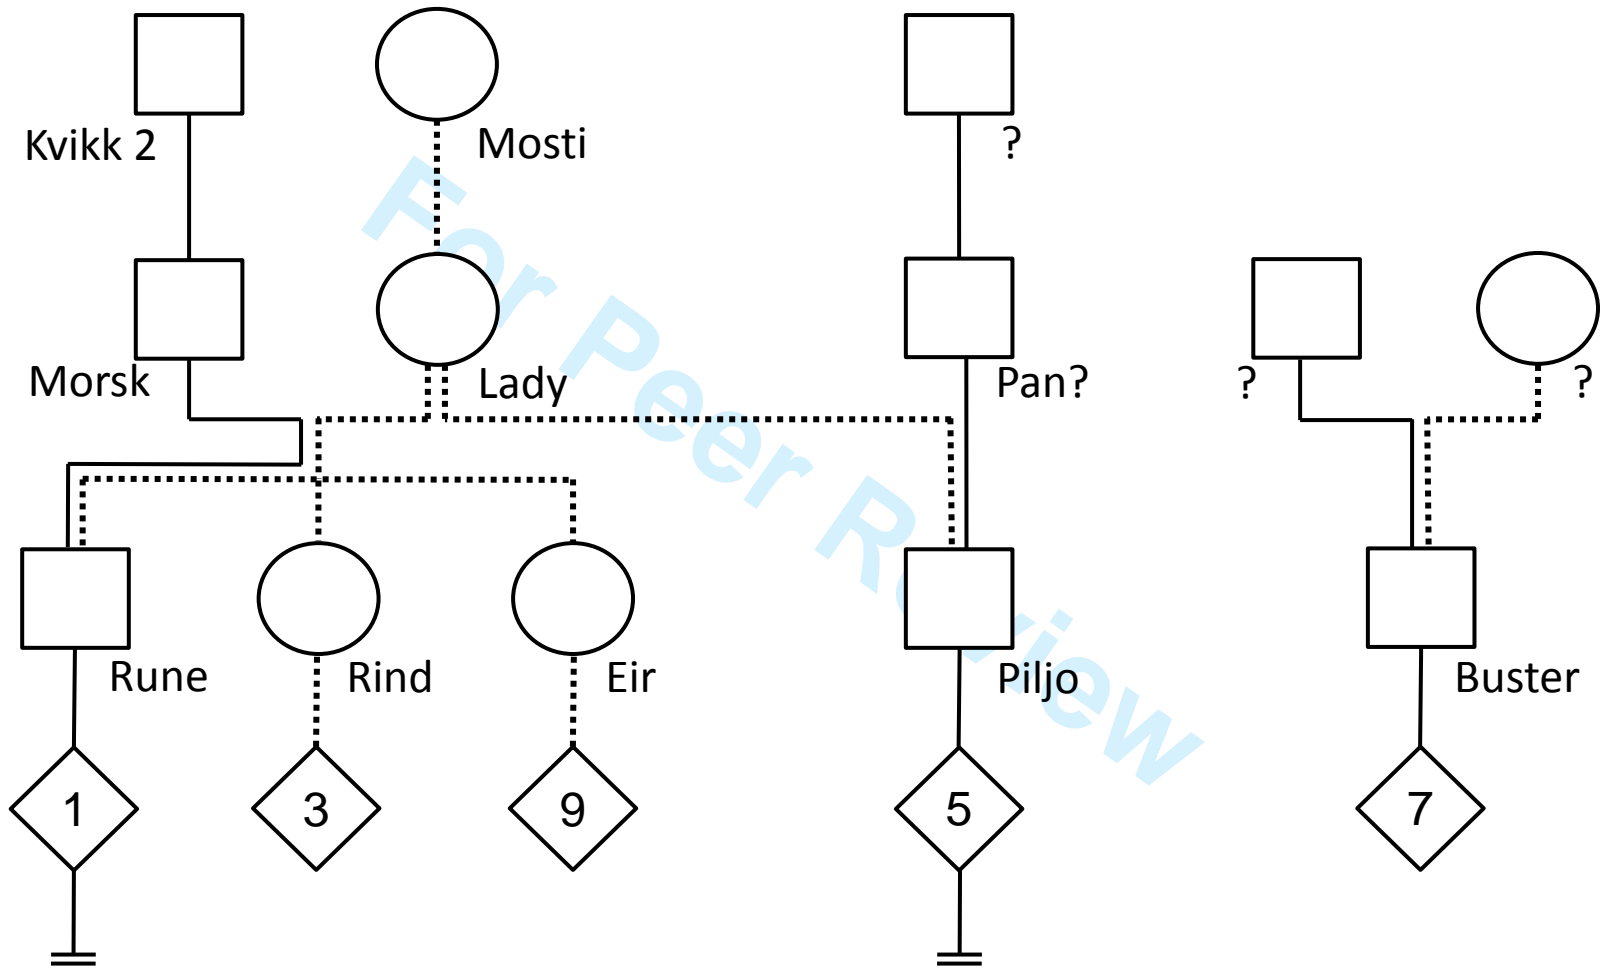 Kvikk 2
Mosti
?
Morsk
Lady
Pan?
?
?
Rune
Rind
Eir
Piljo
Buster
1
3
9
5
7
For Peer Review